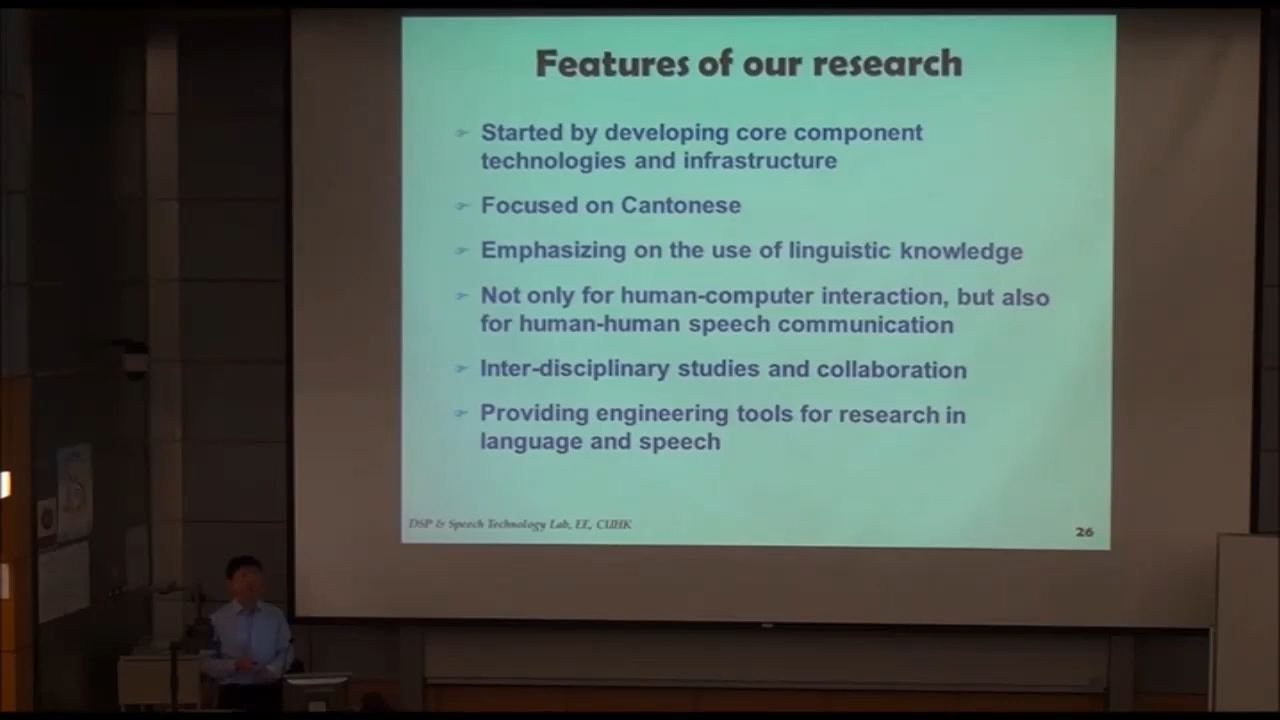 Features of our research
Started by developing core component
technologies and infrastructure
Focused on Cantonese
Emphasizing on the use of linguistic knowledge
Not only for human-computer interaction, but also
for human-human speech communication
Inter-disciplinary studies and collaboration
Providing engineering tools for research in
language and speech
DSP & Speech Technology Lab, EE, CUHK
26